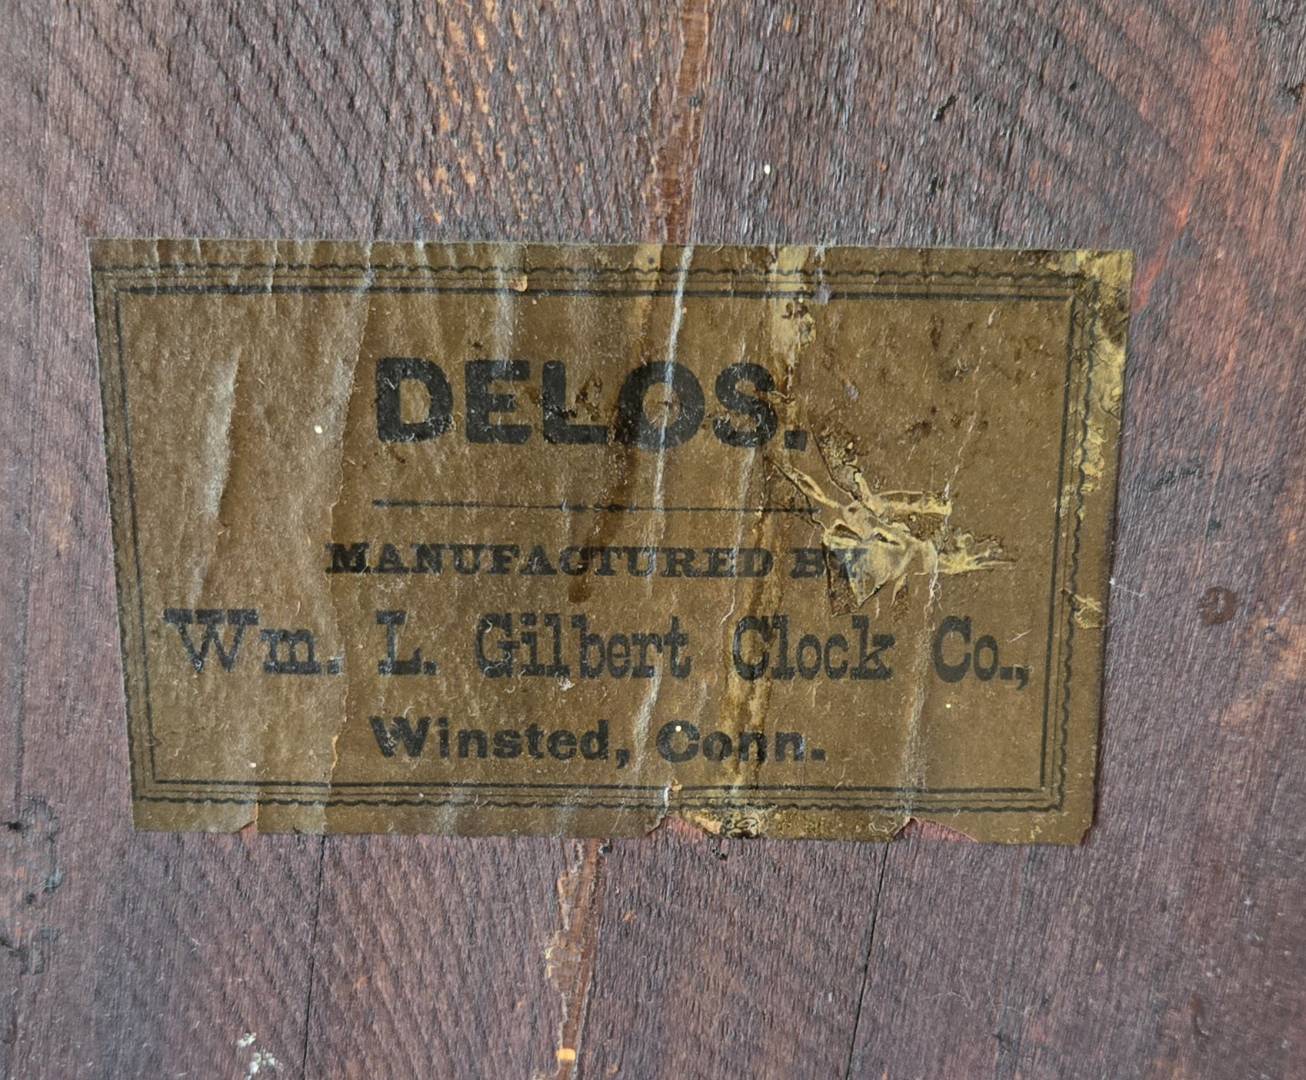 DELOS.
MANUFACTURED BY
Wm. L. Gilbert Clock Co.,
Winsted, Conn.